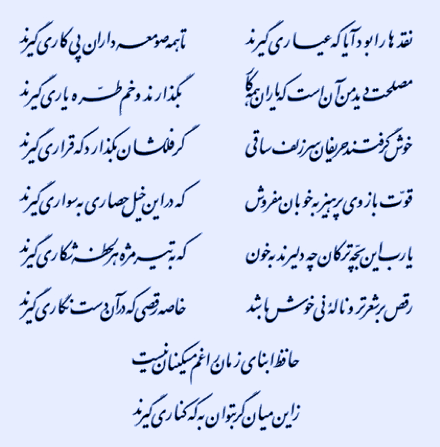 نقدها را بود آیا که عیاری گیرند تا همه صومعه داران پی کاری گیرند
مصلحت دید من آن است که یاران همه کار بگذارند و خم طره یاری گیرند
خوش گرفتند حریفان سر زلف ساقی گر فلکشان بگذارد که قراری گیرند
قوت بازوی پرهیز به خوبان مفروش که در این خیل حصاری به سواری گیرند
یا رب این بچه ترکان چه دلیرند به خون که به تیر مژه هر لحظه شکاری گیرند
رقص بر شعر تر و ناله نی خوش باشد خاصه رقصی که در آن دست نگاری گیرند
حافظ ابنای زمان را غم مسکینان نیست
زین میان گر بتوان به که کناری گیرند